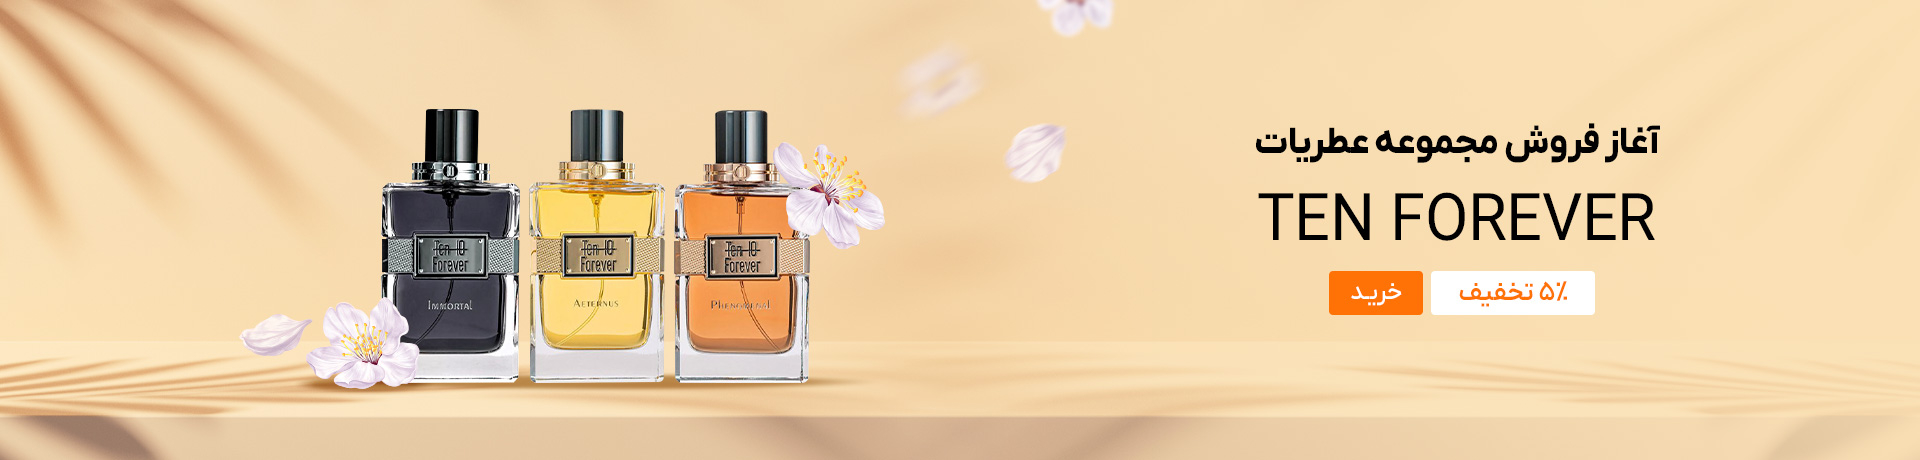 آغاز فروش مجموعه عطریات
TEN FOREVER
۵٪ تخفیف
خرید
Ten 10
Forever
IMMORTAL
Ten 10
Forever
AETERNUS
Ten 10
Forever
PHENOMENAL